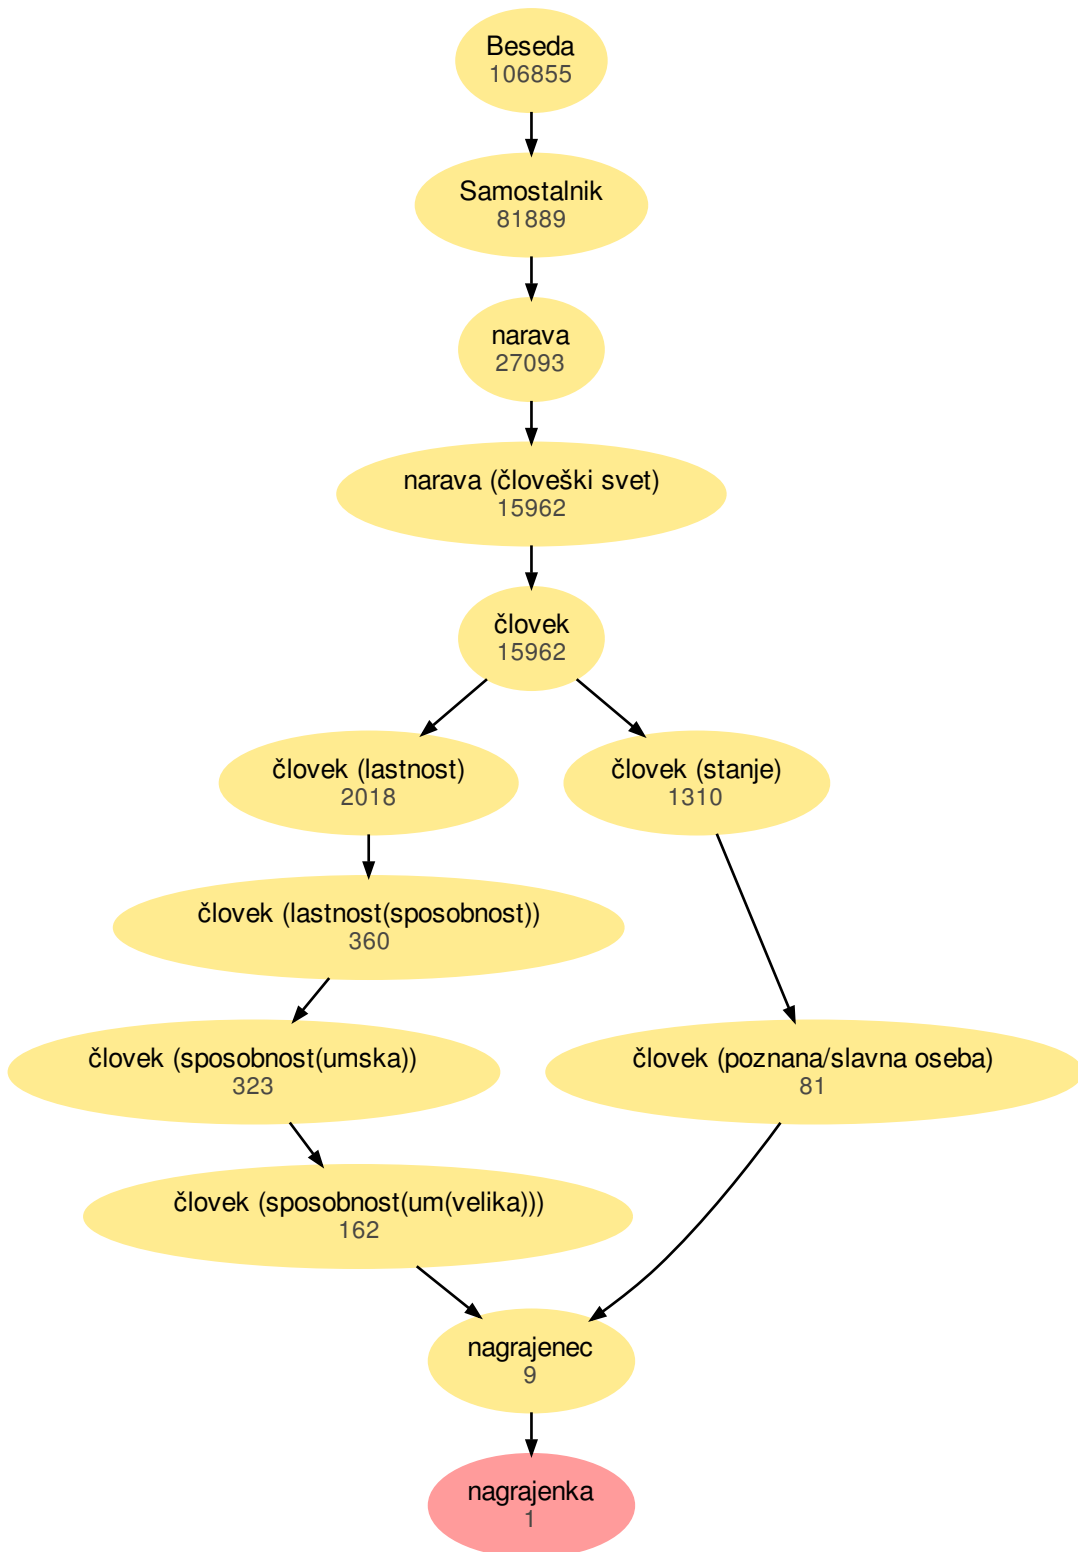 Beseda
106855
Samostalnik
81889
narava
27093
narava (človeški svet)
15962
človek
15962
človek (lastnost)
2018
človek (stanje)
1310
človek (lastnost(sposobnost))
360
človek (sposobnost(umska))
323
človek (poznana/slavna oseba)
81
človek (sposobnost(um(velika)))
162
nagrajenec
9
nagrajenka
1